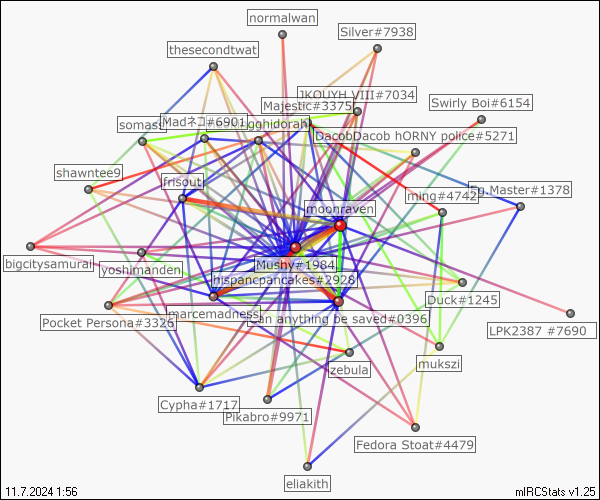 normalwan
Silver#7938
thesecondtwat
JKOUYH VIII#7034
Majestic#3375
Swirly Boi#6154
somass
Madネコ#6901
gghidorah
DacobDacob hORNY police#5271
shawntee9
frisout
ming#4742
Eg.Master#1378
moonraven
bigcitysamurai
yoshimanden
Mushy#1984
hispancpancakes#2928
Duck#1245
Pocket Persona#3326
marcemadness
Can anything be saved#0396
LPK2387 #7690
zebula
mukszi
Cypha#1717
Pikabro#9971
Fedora Stoat#4479
eliakith
11.7.2024 1:56
mIRCStats v1.25